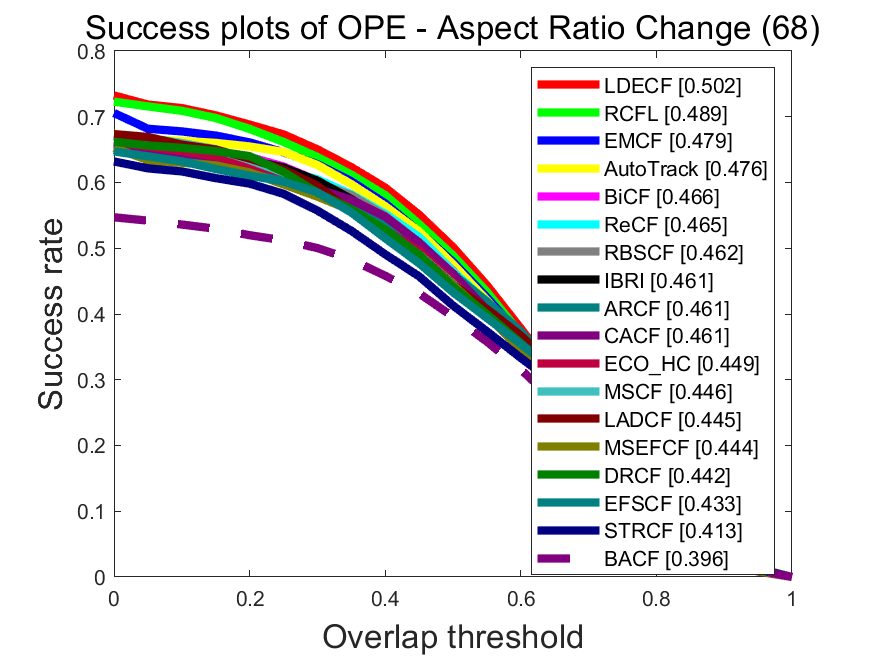 Success plots of OPE - Aspect Ratio Change (68)
0.8
0.7
0.6
0.5
0.4
0.3
0.2
0.1
0
Success rate
LDECF [0.502]
RCFL [0.489]
EMCF [0.479]
AutoTrack [0.476]
BiCF [0.466]
ReCF [0.465]
RBSCF [0.462]
IBRI [0.461]
ARCF [0.461]
CACF [0.461]
ECO_HC [0.449]
MSCF [0.446]
LADCF [0.445]
MSEFCF [0.444]
DRCF [0.442]
EFSCF [0.433]
STRCF [0.413]
BACF [0.396]
0 0.2 0.4 0.6 0.8 1
Overlap threshold